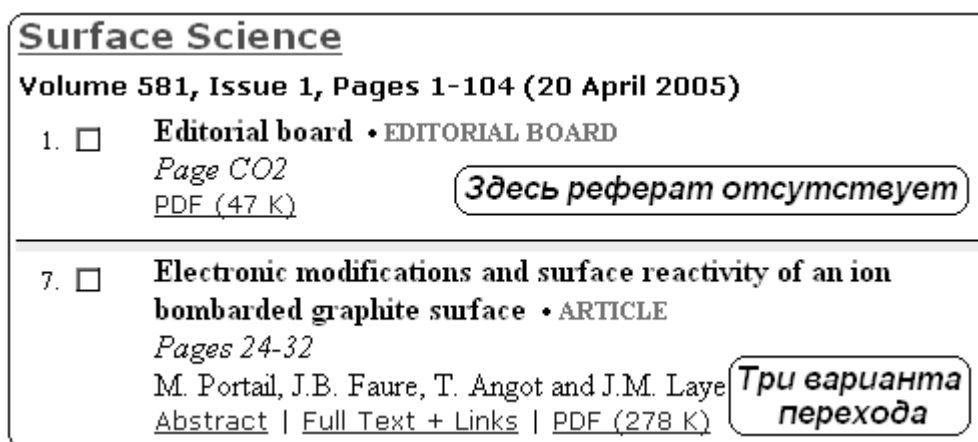 Surface Science
Volume 581, Issue 1, Pages 1-104 (20 April 2005)
1. Editorial board • EDITORIAL BOARD
Page CO2
PDF (47 K)
Здесь реферат отсутствует
7. Electronic modifications and surface reactivity of an ion
bombarded graphite surface • ARTICLE
Pages 24-32
M. Portail, J.B. Faure, T. Angot and J.M. Laye
Abstract | Full Text + Links | PDF (278 K)
Три варианта
перехода